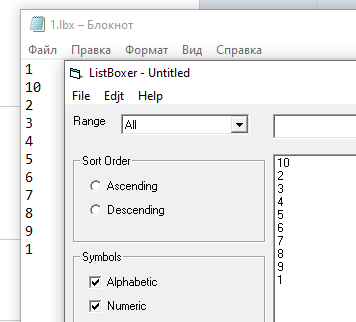 1.lbx – Блокнот
Файл Правка Формат Вид Справка
1
10
2
3
4
5
6
7
8
9
1
ListBoxer - Untitled
File Edjt Help
Range All
Sort Order
Ascending
Descending
Symbols
Alphabetic
Numeric
10
2
3
4
5
6
7
8
9
1